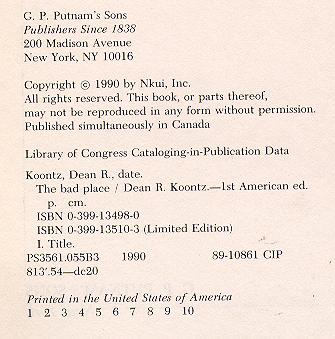 G. P. Putnam's Sons
Publishers Since 1838
200 Madison Avenue
New York, NY 10016
Copyright © 1990 by Nkui, Inc.
All rights reserved. This book, or parts thereof,
may not be reproduced in any form without permission.
Published simultaneously in Canada
Library of Congress Cataloging-in-Publication Data
Koontz, Dean R., date.
The bad place / Dean R. Koontz.—1st American ed.
p. cm.
ISBN 0-399-13498-0
ISBN 0-399-13510-3 (Limited Edition)
I. Title.
PS3561.055B3 1990 89-10861 CIP
813'.54—dc20
Printed in the United States of America
1 2 3 4 5 6 7 8 9 10